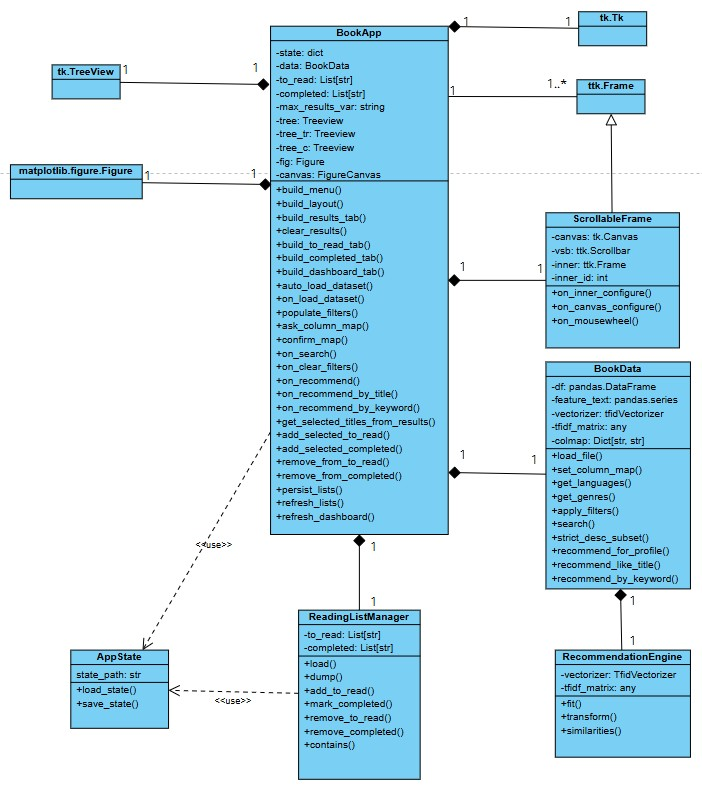 BookApp
-state: dict
-data: BookData
-to_read: List[str]
-completed: List[str]
-max_results_var: string
-tree: Treeview
-tree_tr: Treeview
-tree_c: Treeview
-fig: Figure
-canvas: FigureCanvas
+build_menu()
+build_layout()
+build_results_tab()
+clear_results()
+build_to_read_tab()
+build_completed_tab()
+build_dashboard_tab()
+auto_load_dataset()
+on_load_dataset()
+populate_filters()
+ask_column_map()
+confirm_map()
+on_search()
+on_clear_filters()
+on_recommend()
+on_recommend_by_title()
+on_recommend_by_keyword()
+get_selected_titles_from_results()
+add_selected_to_read()
+add_selected_completed()
+remove_from_to_read()
+remove_from_completed()
+persist_lists()
+refresh_lists()
+refresh_dashboard()
1
1
tk.Tk
tk.TreeView
1
1
1
1..*
ttk.Frame
matplotlib.figure.Figure
1
1
ScrollableFrame
-canvas: tk.Canvas
-vsb: ttk.Scrollbar
-inner: ttk.Frame
-inner_id: int
+on_inner_configure()
+on_canvas_configure()
+on_mousewheel()
1
1
BookData
-df: pandas.DataFrame
-feature_text: pandas.series
-vectorizer: tfidVectorizer
-tfidf_matrix: any
-colmap: Dict[str, str]
+load_file()
+set_column_map()
+get_languages()
+get_genres()
+apply_filters()
+search()
+strict_desc_subset()
+recommend_for_profile()
+recommend_like_title()
+recommend_by_keyword()
1
1
<<use>>
1
1
ReadingListManager
-to_read: List[str]
-completed: List[str]
+load()
+dump()
+add_to_read()
+mark_completed()
+remove_to_read()
+remove_completed()
+contains()
1
1
AppState
state_path: str
+load_state()
+save_state()
<<use>>
RecommendationEngine
-vectorizer: TfidVectorizer
-tfidf_matrix: any
+fit()
+transform()
+similarities()